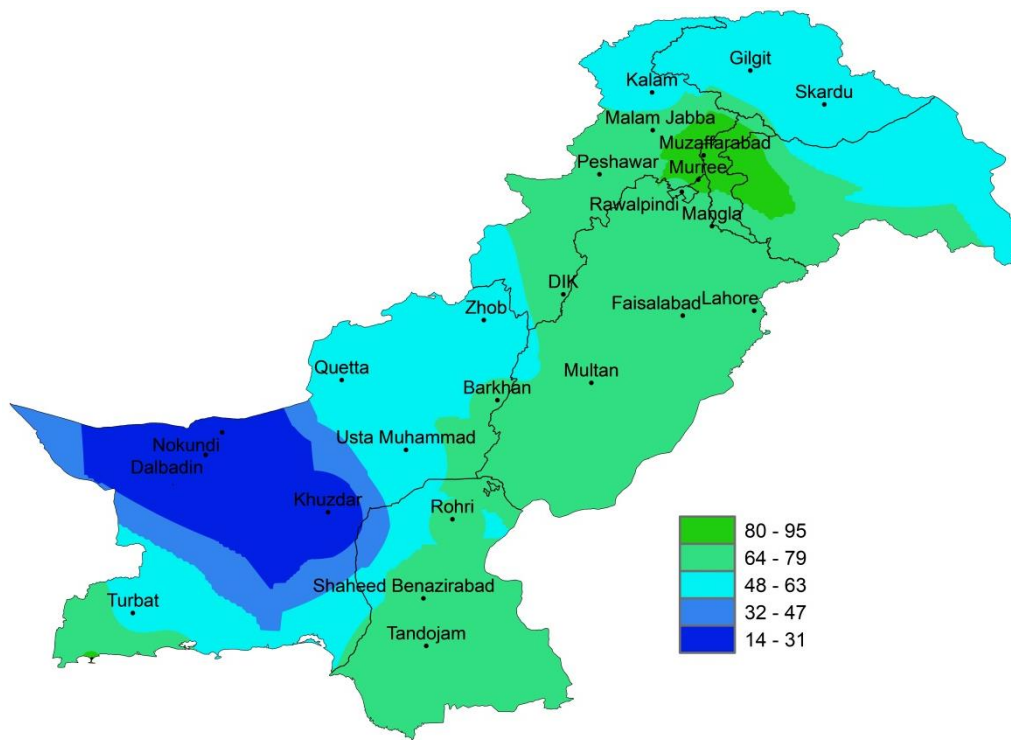 Gilgit
Kalam
Skardu
Malam Jabba
Muzaffarabad
Peshawar
Murree
Rawalpindi
Mangla
DIK
Zhob
Faisalabad
Lahore
Quetta
Barkhan
Multan
Nokundi
Usta Muhammad
Dalbadin
Khuzdar
Rohri
80 - 95
64 - 79
48 - 63
32 - 47
14 - 31
Shaheed Benazirabad
Turbat
Tandojam